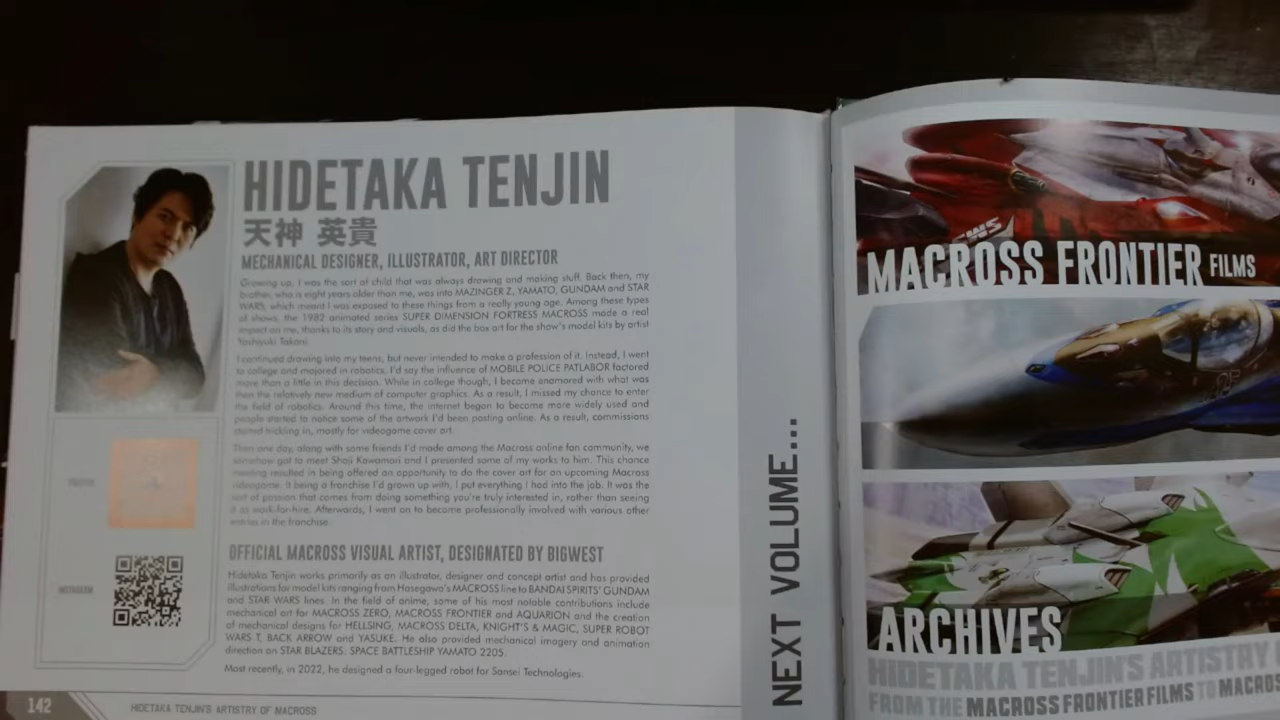 HIDETAKA TENJIN
天神 英貴
MECHANICAL DESIGNER, ILLUSTRATOR, ART DIRECTOR
Growing up, I was the sort of child that was always drawing and making stuff. Back then, my
brother, who is eight years older than me, was into MAZINGER Z, YAMATO, GUNDAM and STAR
WARS, which meant I was exposed to these things from a really young age. Among these types
of shows, the 1982 animated series SUPER DIMENSION FORTRESS MACROSS made a real
impact on me, thanks to its story and visuals, as did the box art for the show's model kits by artist
Yoshiyuki Takani.
I continued drawing into my teens, but never intended to make a profession of it. Instead, I went
to college and majored in robotics. I'd say the influence of MOBILE POLICE PATLABOR factored
more than a little in this decision. While in college though, I became enamored with what was
then the relatively new medium of computer graphics. As a result, I missed my chance to enter
the field of robotics. Around this time, the internet began to become more widely used and
people started to notice some of the artwork I'd been posting online. As a result, commissions
started trickling in, mostly for videogame cover art.
Then one day, along with some friends I'd made among the Macross online fan community, we
somehow got to meet Shoji Kawamori and I presented some of my works to him. This chance
meeting resulted in being offered an opportunity to do the cover art for an upcoming Macross
videogame. It being a franchise I'd grown up with, I put everything I had into the job. It was the
sort of passion that comes from doing something you're truly interested in, rather than seeing
it as work-for-hire. Afterwards, I went on to become professionally involved with various other
entries in the franchise.
INSTAGRAM
OFFICIAL MACROSS VISUAL ARTIST, DESIGNATED BY BIGWEST
Hidetaka Tenjin works primarily as an illustrator, designer and concept artist and has provided
illustrations for model kits ranging from Hasegawa's MACROSS line to BANDAI SPIRITS' GUNDAM
and STAR WARS lines. In the field of anime, some of his most notable contributions include
mechanical art for MACROSS ZERO, MACROSS FRONTIER and AQUARION and the creation
of mechanical designs for HELLSING, MACROSS DELTA, KNIGHT'S & MAGIC, SUPER ROBOT
WARS T, BACK ARROW and YASUKE. He also provided mechanical imagery and animation
direction on STAR BLAZERS: SPACE BATTLESHIP YAMATO 2205.
Most recently, in 2022, he designed a four-legged robot for Sansei Technologies.
142
HIDETAKA TENJIN'S ARTISTRY OF MACROSS
NEXT VOLUME...
MACROSS FRONTIER FILMS
25
ARCHIVES
HIDETAKA TENJIN'S ARTISTRY
FROM THE MACROSS FRONTIER FILMS TO MACROS